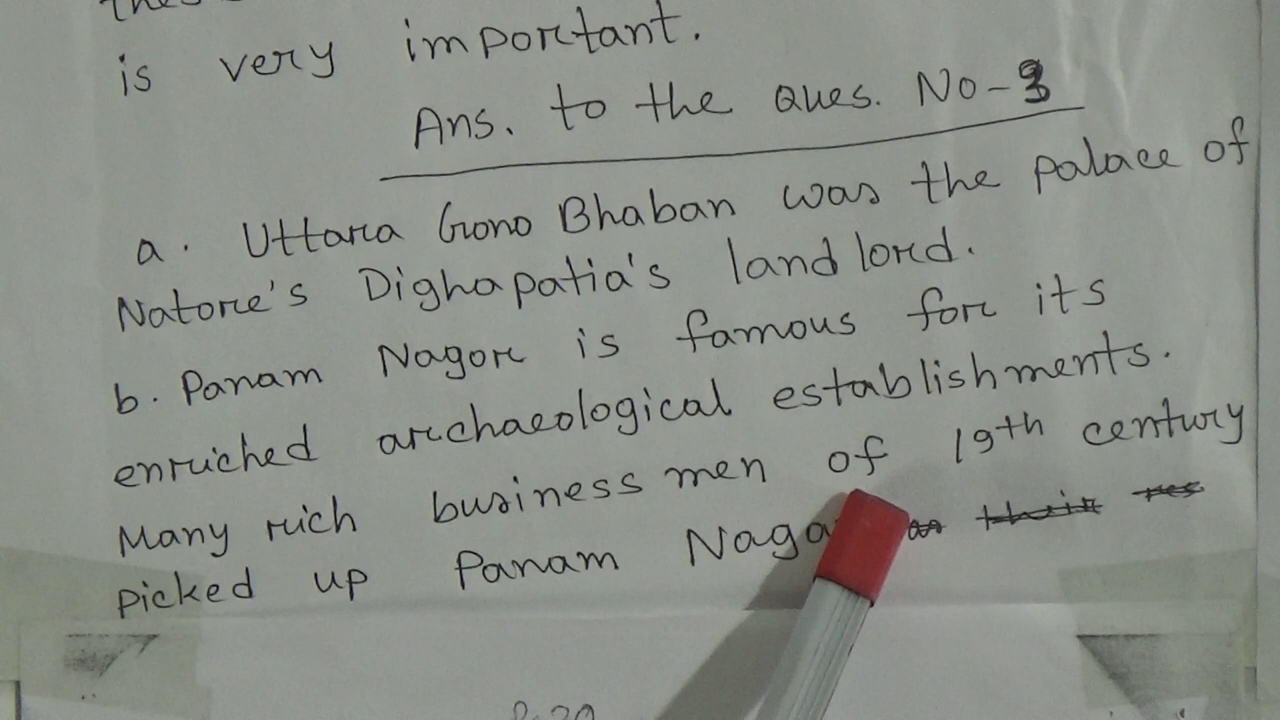 is very important.
Ans. to the Ques. No-3
a. Uttara Gono Bhaban was the palace of
Natore's Dighapatia's land lord.
b. Panam Nagor is famous for its
enriched archaeological establishments.
Many rich business men of 19th century
picked up Panam